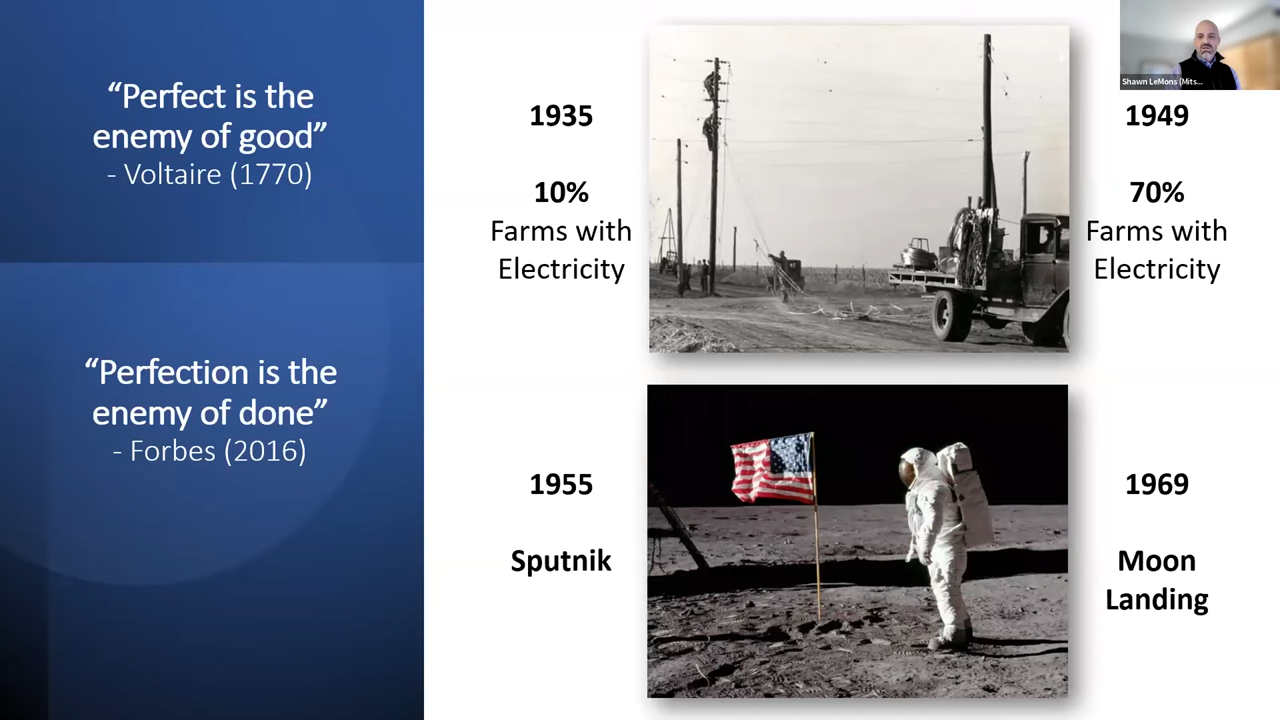 “Perfect is the
enemy of good”
- Voltaire (1770)
“Perfection is the
enemy of done”
- Forbes (2016)
1935
10%
Farms with
Electricity
1949
70%
Farms with
Electricity
1955
Sputnik
1969
Moon
Landing
Shawn LeMons (Mits...